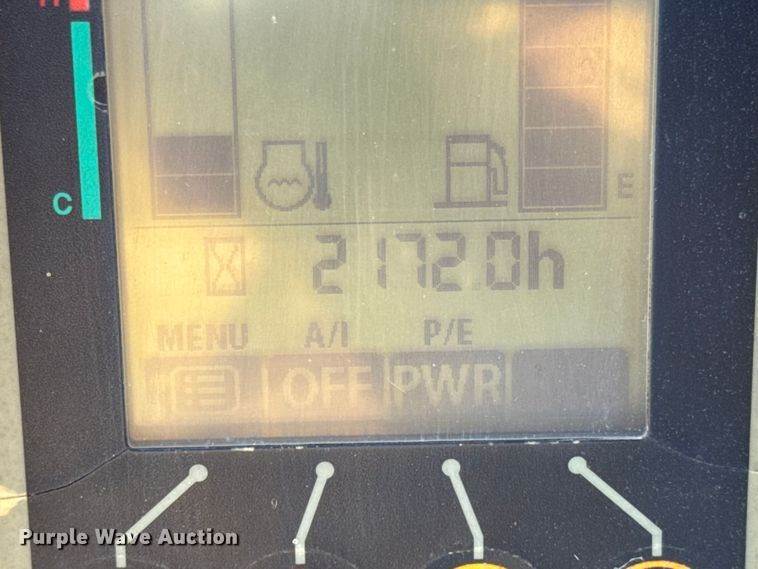 H
C
E
2172.0h
MENU A/I P/E
OFF PWR
Purple Wave Auction